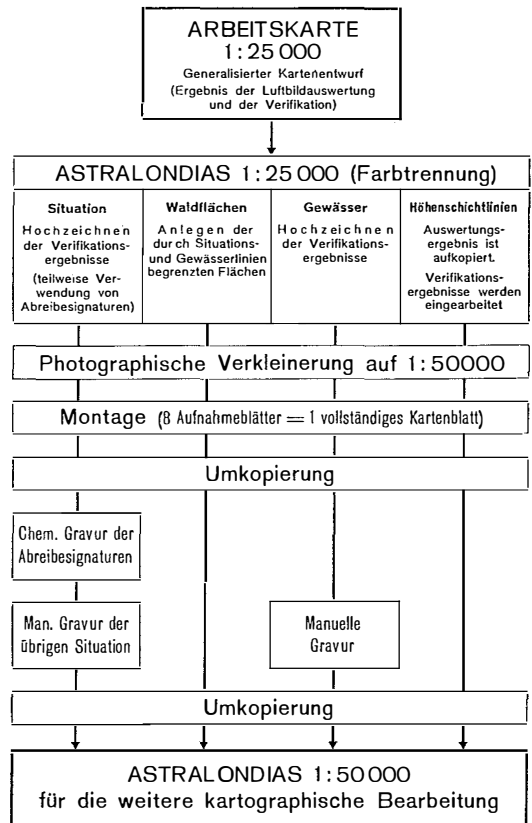 ARBEITSKARTE
1:25 000
Generalisierter Kartenentwurf
(Ergebnis der Luftbildauswertung
und der Verifikation)
ASTRALONDIAS 1:25 000 (Farbtrennung)
Situation
Hochzeichnen
der Verifikations-
ergebnisse
(teilweise Ver-
wendung von
Abreibesignaturen)
Waldflächen
Anlegen der
durch Situations-
und Gewässerlinien
begrenzten Flächen
Gewässer
Hochzeichnen
der Verifikations-
ergebnisse
Höhenschichtlinien
Auswertungs-
ergebnis ist
aufkopiert.
Verifikations-
ergebnisse werden
eingearbeitet
Photographische Verkleinerung auf 1:50000
Montage (8 Aufnahmeblätter = 1 vollständiges Kartenblatt)
Umkopierung
Chem. Gravur der
Abreibesignaturen
Man. Gravur der
übrigen Situation
Manuelle
Gravur
Umkopierung
ASTRALONDIAS 1:50 000
für die weitere kartographische Bearbeitung